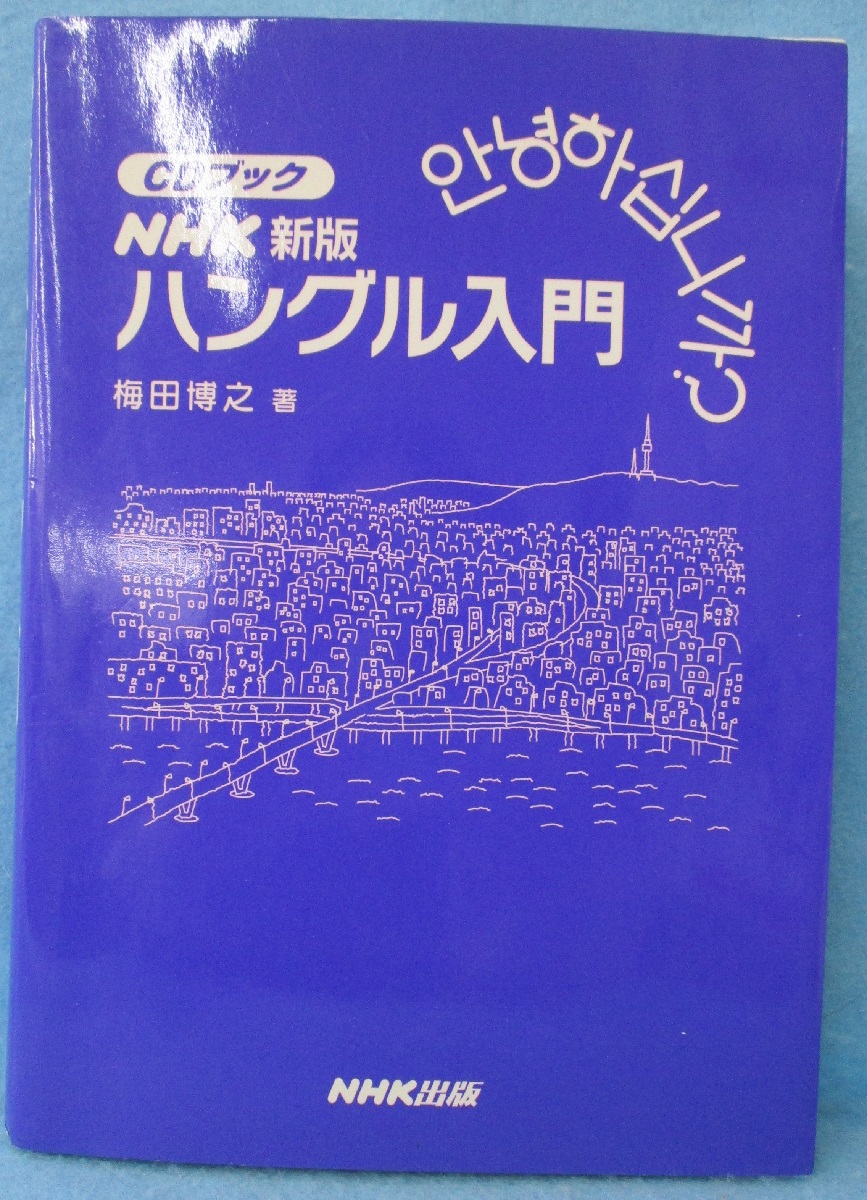 안녕하십니까?
CDブック
NHK 新版
ハングル入門
梅田博之 著
NHK出版